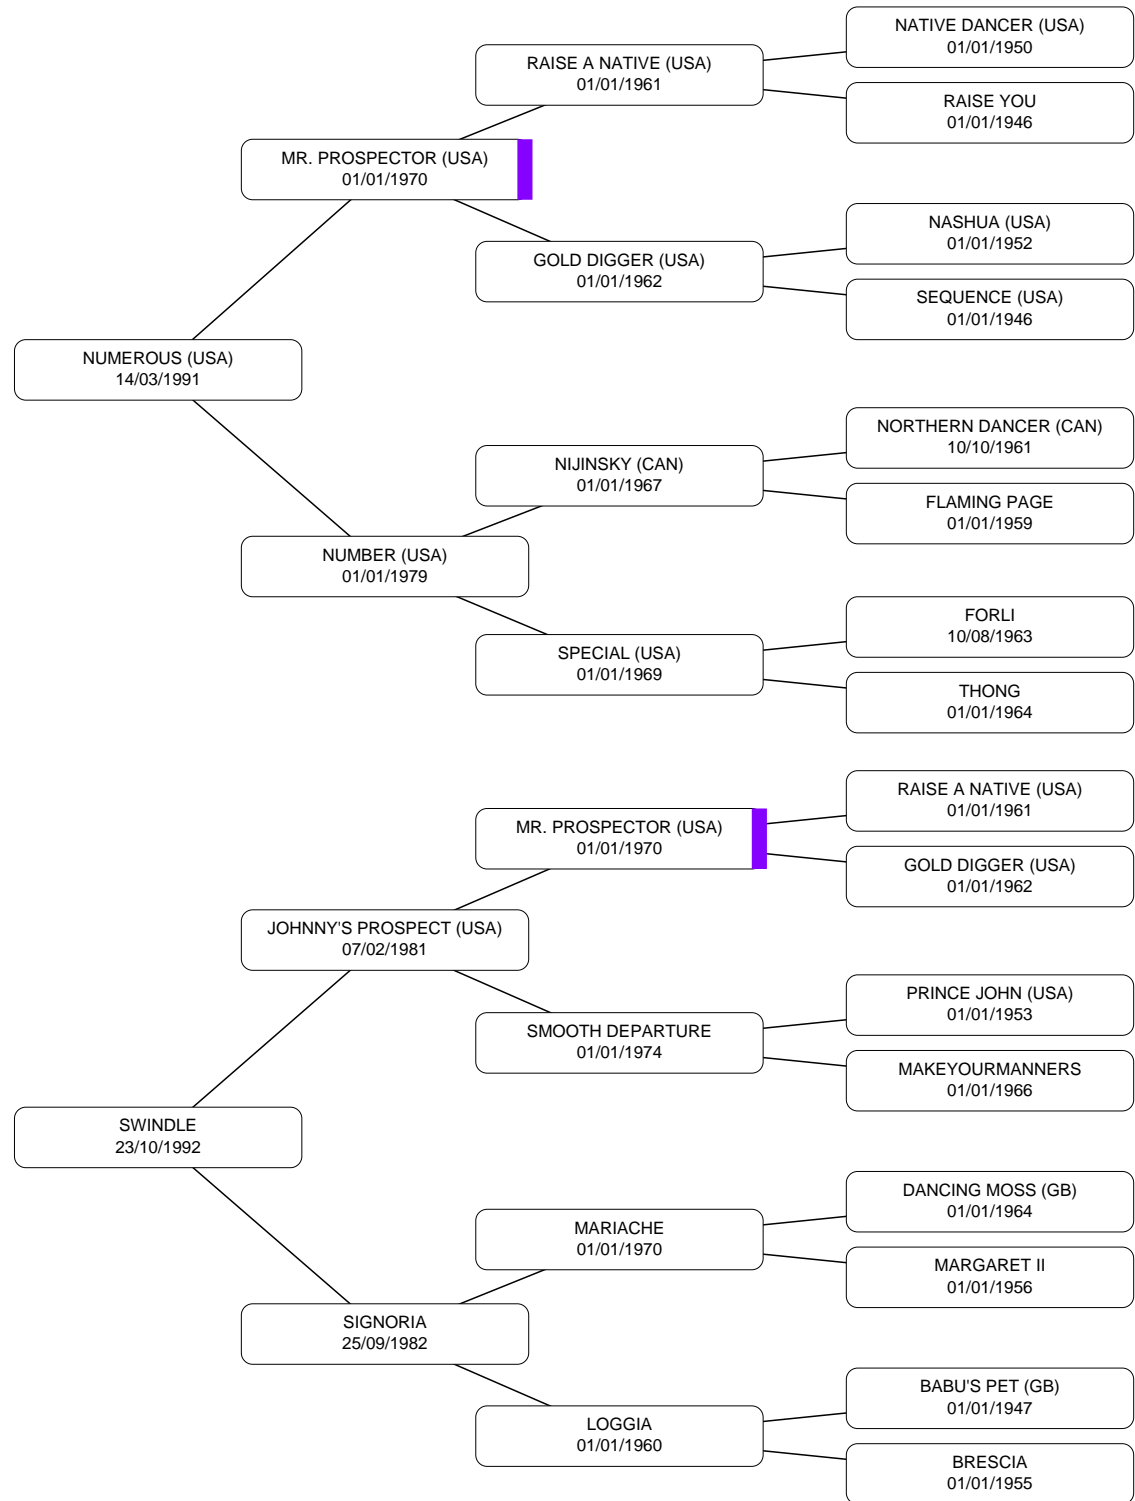 NATIVE DANCER (USA)
01/01/1950
RAISE A NATIVE (USA)
01/01/1961
RAISE YOU
01/01/1946
MR. PROSPECTOR (USA)
01/01/1970
NASHUA (USA)
01/01/1952
GOLD DIGGER (USA)
01/01/1962
SEQUENCE (USA)
01/01/1946
NUMEROUS (USA)
14/03/1991
NORTHERN DANCER (CAN)
10/10/1961
NIJINSKY (CAN)
01/01/1967
FLAMING PAGE
01/01/1959
NUMBER (USA)
01/01/1979
FORLI
10/08/1963
SPECIAL (USA)
01/01/1969
THONG
01/01/1964
RAISE A NATIVE (USA)
01/01/1961
MR. PROSPECTOR (USA)
01/01/1970
GOLD DIGGER (USA)
01/01/1962
JOHNNY'S PROSPECT (USA)
07/02/1981
PRINCE JOHN (USA)
01/01/1953
SMOOTH DEPARTURE
01/01/1974
MAKEYOURMANNERS
01/01/1966
SWINDLE
23/10/1992
DANCING MOSS (GB)
01/01/1964
MARIACHE
01/01/1970
MARGARET II
01/01/1956
SIGNORIA
25/09/1982
BABU'S PET (GB)
01/01/1947
LOGGIA
01/01/1960
BRESCIA
01/01/1955